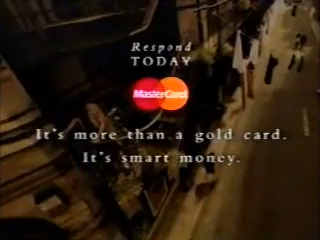 Respond
TODAY
MasterCard
It's more than a gold card.
It's smart money.